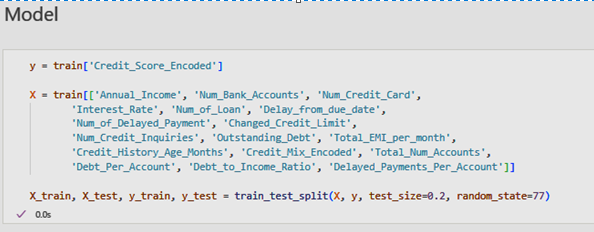 Model
y = train['Credit_Score_Encoded']
X = train[['Annual_Income', 'Num_Bank_Accounts', 'Num_Credit_Card',
'Interest_Rate', 'Num_of_Loan', 'Delay_from_due_date',
'Num_of_Delayed_Payment', 'Changed_Credit_Limit',
'Num_Credit_Inquiries', 'Outstanding_Debt', 'Total_EMI_per_month',
'Credit_History_Age_Months', 'Credit_Mix_Encoded', 'Total_Num_Accounts',
'Debt_Per_Account', 'Debt_to_Income_Ratio', 'Delayed_Payments_Per_Account']]
X_train, X_test, y_train, y_test = train_test_split(X, y, test_size=0.2, random_state=77)
✓ 0.0s